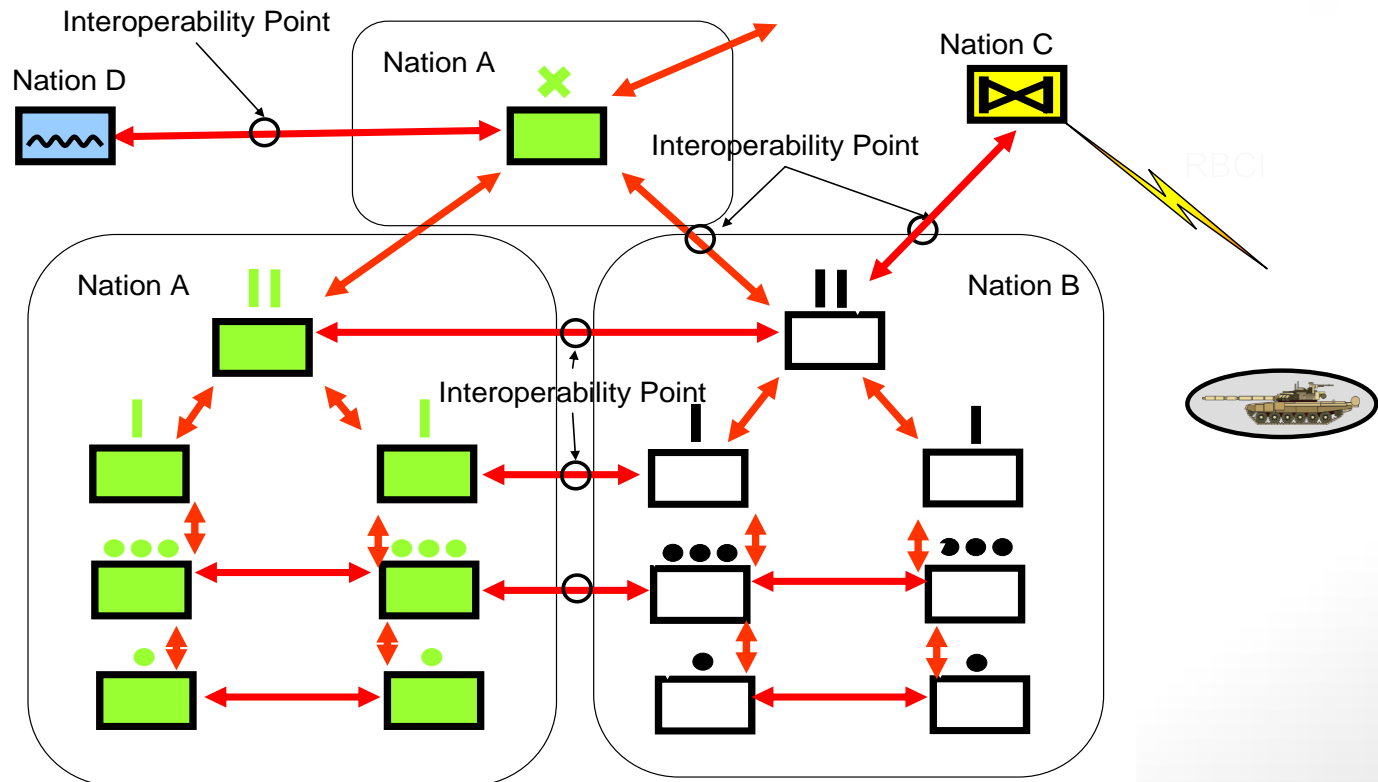 Interoperability Point
Nation D
Nation A
Nation C
Interoperability Point
RBCI
Nation A
Nation B
Interoperability Point